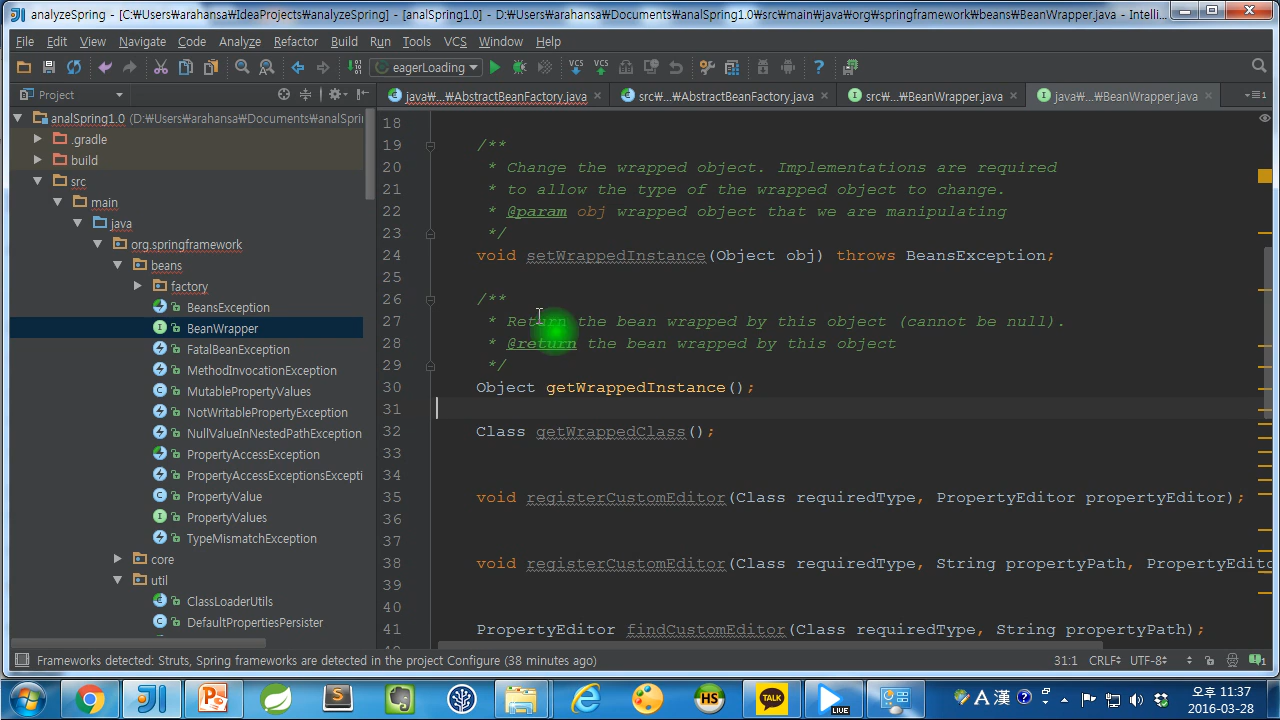 analyzeSpring - [C:₩Users₩arahansa₩IdeaProjects₩analyzeSpring] - [analSpring1.0] - D:₩Users₩arahansa₩Documents₩analSpring1.0₩src₩main₩java₩org₩springframework₩beans₩BeanWrapper.java - Intelli...
File Edit View Navigate Code Analyze Refactor Build Run Tools VCS Window Help
eagerLoading VCS VCS
Project java₩...₩AbstractBeanFactory.java src₩...₩AbstractBeanFactory.java src₩...₩BeanWrapper.java java₩...₩BeanWrapper.java
analSpring1.0 (D:₩Users₩arahansa₩Documents₩analSpri
.gradle
build
src
main
java
org.springframework
beans
factory
BeansException
BeanWrapper
FatalBeanException
MethodInvocationException
MutablePropertyValues
NotWritablePropertyException
NullValueInNestedPathException
PropertyAccessException
PropertyAccessExceptionsExcepti
PropertyValue
PropertyValues
TypeMismatchException
core
util
ClassLoaderUtils
DefaultPropertiesPersister
18
19 /**
20 * Change the wrapped object. Implementations are required
21 * to allow the type of the wrapped object to change.
22 * @param obj wrapped object that we are manipulating
23 */
24 void setWrappedInstance(Object obj) throws BeansException;
25
26 /**
27 * Return the bean wrapped by this object (cannot be null).
28 * @return the bean wrapped by this object
29 */
30 Object getWrappedInstance();
31
32 Class getWrappedClass();
33
34
35 void registerCustomEditor(Class requiredType, PropertyEditor propertyEditor);
36
37
38 void registerCustomEditor(Class requiredType, String propertyPath, PropertyEdito
39
40
41 PropertyEditor findCustomEditor(Class requiredType, String propertyPath);
Frameworks detected: Struts, Spring frameworks are detected in the project Configure (38 minutes ago) 31:1 CRLF UTF-8
HS TALK LIVE A 漢 오후 11:37
2016-03-28